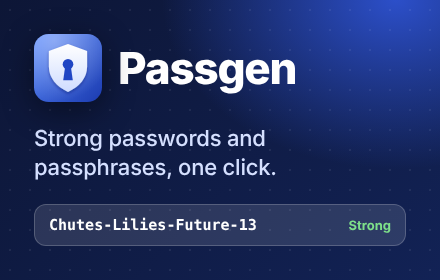 Passgen
Strong passwords and
passphrases, one click.
Chutes-Lilies-Future-13 Strong